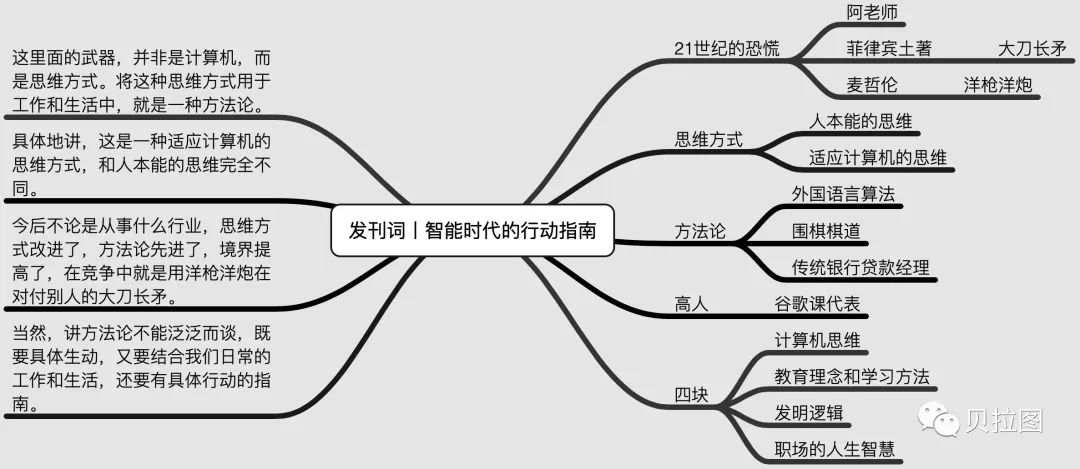 这里面的武器，并非是计算机，而
是思维方式。将这种思维方式用于
工作和生活中，就是一种方法论。
具体地讲，这是一种适应计算机的
思维方式，和人本能的思维完全不
同。
今后不论是从事什么行业，思维方
式改进了，方法论先进了，境界提
高了，在竞争中就是用洋枪洋炮在
对付别人的大刀长矛。
当然，讲方法论不能泛泛而谈，既
要具体生动，又要结合我们日常的
工作和生活，还要有具体行动的指
南。
发刊词丨智能时代的行动指南
21世纪的恐慌
阿老师
菲律宾土著
大刀长矛
麦哲伦
洋枪洋炮
思维方式
人本能的思维
适应计算机的思维
方法论
外国语言算法
围棋棋道
传统银行贷款经理
高人
谷歌课代表
四块
计算机思维
教育理念和学习方法
发明逻辑
职场的人生智慧
贝拉图